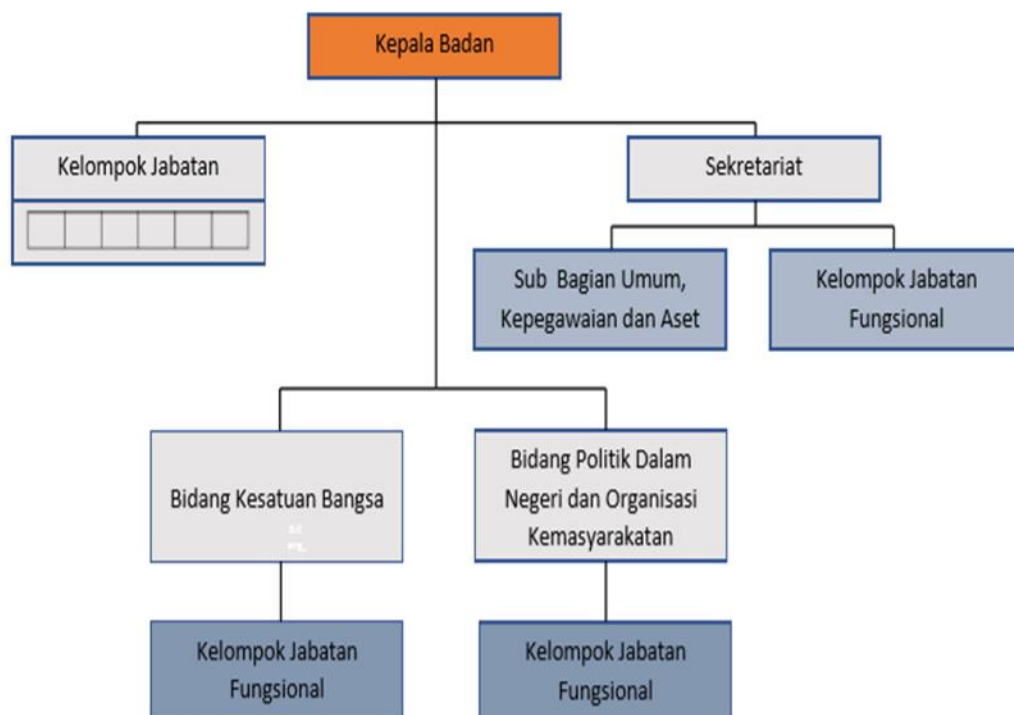 Kepala Badan
Kelompok Jabatan
Sekretariat
Sub Bagian Umum,
Kepegawaian dan Aset
Kelompok Jabatan
Fungsional
Bidang Kesatuan Bangsa
Bidang Politik Dalam
Negeri dan Organisasi
Kemasyarakatan
Kelompok Jabatan
Fungsional
Kelompok Jabatan
Fungsional